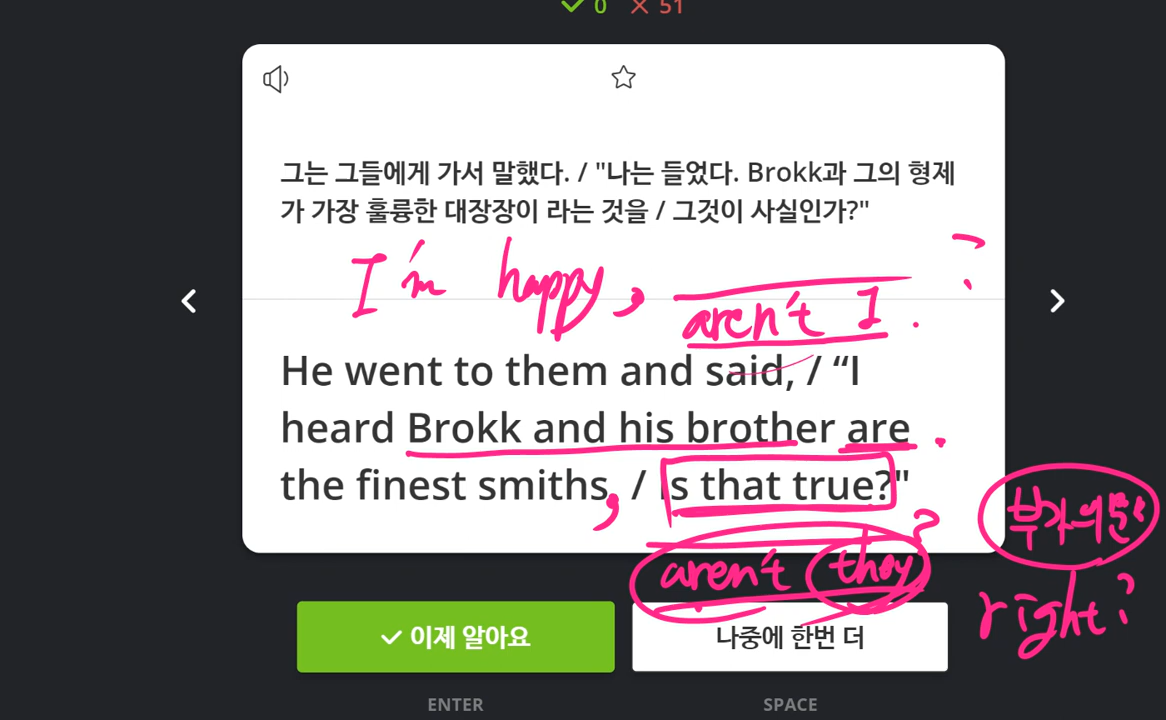 0 51
그는 그들에게 가서 말했다. / "나는 들었다. Brokk과 그의 형제
가 가장 훌륭한 대장장이 라는 것을 / 그것이 사실인가?"
I'm happy, aren't I . ?
He went to them and said, / “I
heard Brokk and his brother are .
the finest smiths, / is that true?"
부가의문
aren't they ?
right?
이제 알아요
나중에 한번 더
ENTER
SPACE